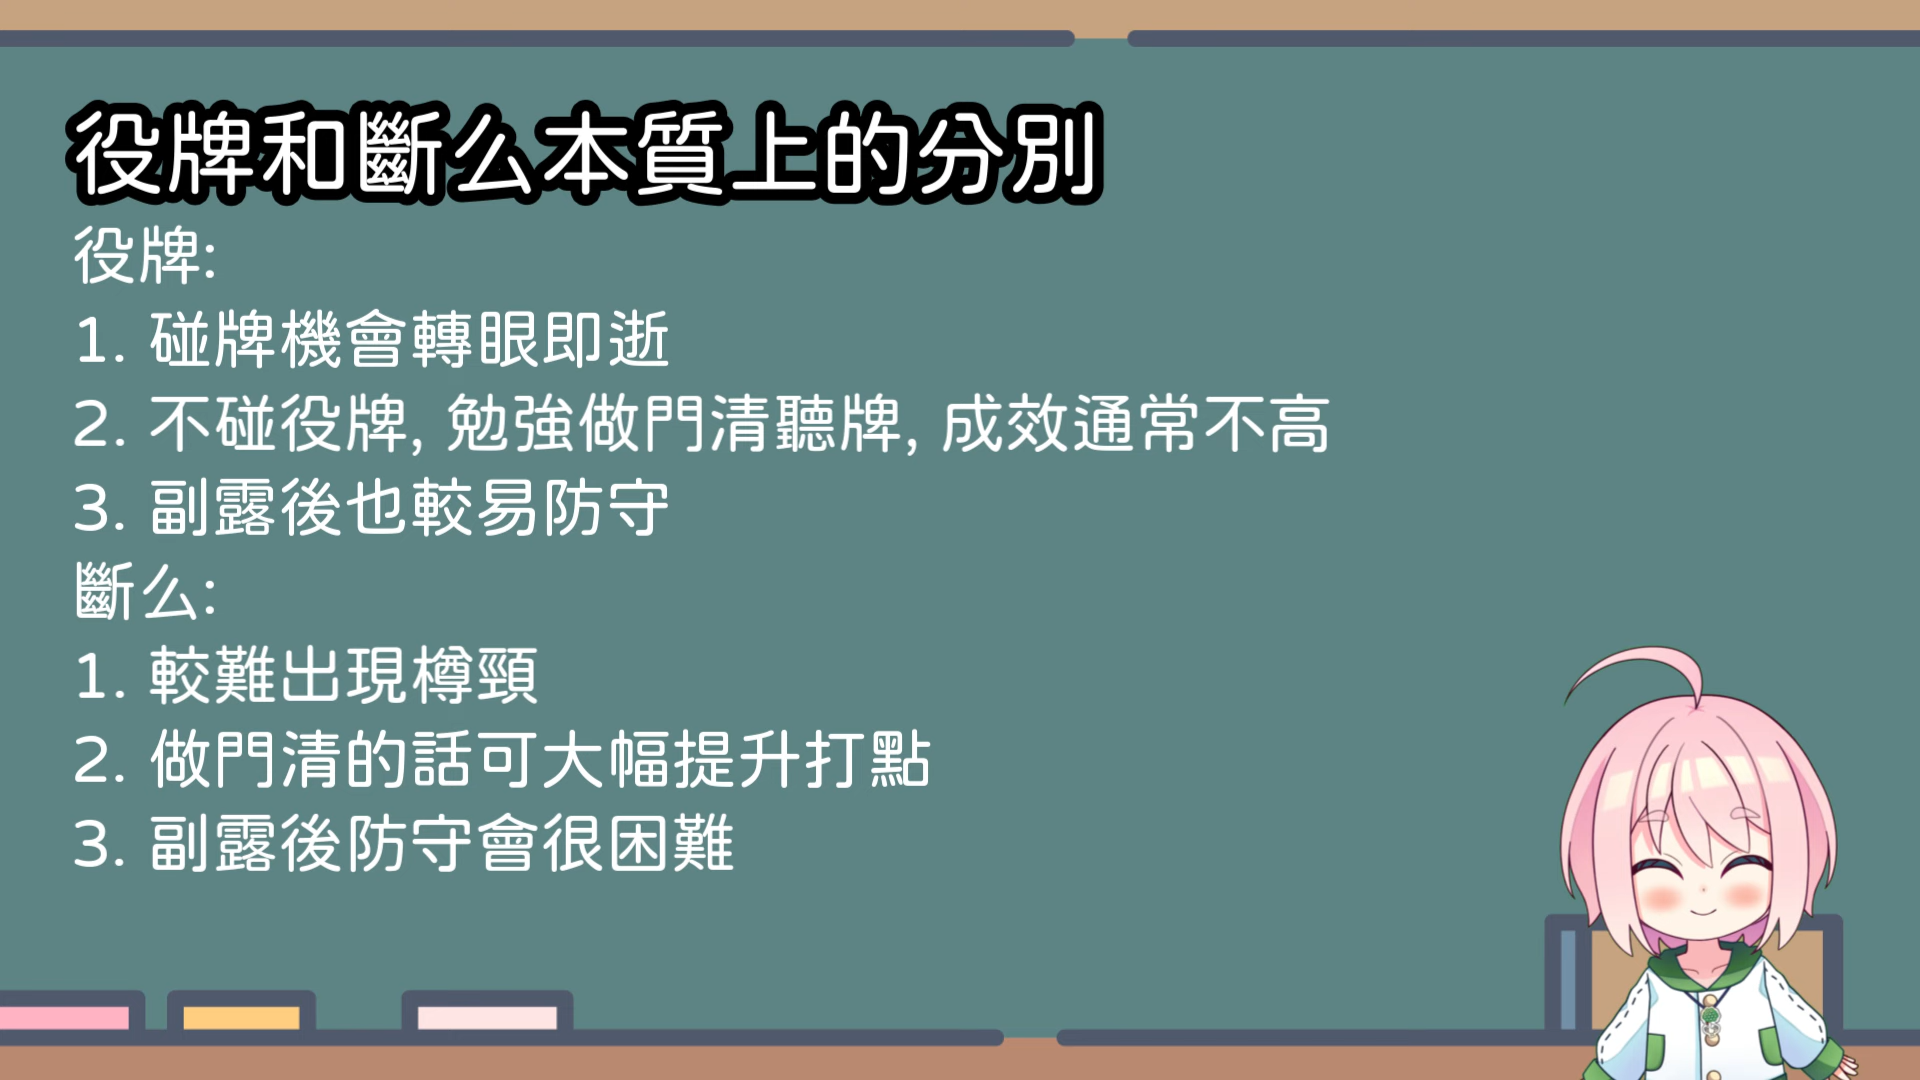 役牌和斷么本質上的分別
役牌:
1. 碰牌機會轉眼即逝
2. 不碰役牌, 勉強做門清聽牌, 成效通常不高
3. 副露後也較易防守
斷么:
1. 較難出現樽頸
2. 做門清的話可大幅提升打點
3. 副露後防守會很困難